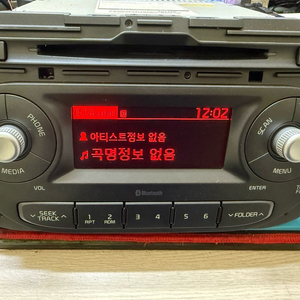 12:02
아티스트정보 없음
곡명정보 없음
PHONE
MEDIA
VOL
SCAN
MENU
ENTER
Bluetooth
SEEK
TRACK
1
RPT
2
RDM
3
4
5
6
FOLDER